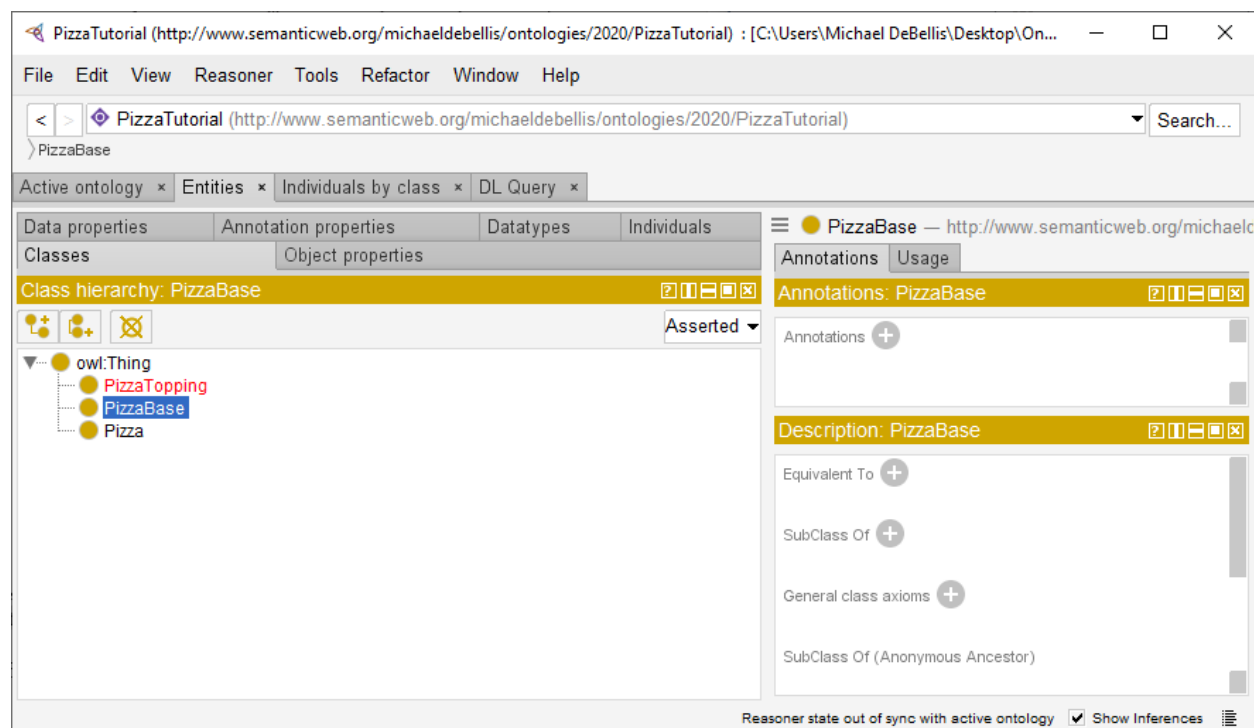 PizzaTutorial (http://www.semanticweb.org/michaeldebellis/ontologies/2020/PizzaTutorial) : [C:\Users\Michael DeBellis\Desktop\On...
File Edit View Reasoner Tools Refactor Window Help
< > PizzaTutorial (http://www.semanticweb.org/michaeldebellis/ontologies/2020/PizzaTutorial) Search...
PizzaBase
Active ontology × Entities × Individuals by class × DL Query ×
Data properties Annotation properties Datatypes Individuals
Classes Object properties
Class hierarchy: PizzaBase
Asserted
owl:Thing
PizzaTopping
PizzaBase
Pizza
PizzaBase — http://www.semanticweb.org/michaeld
Annotations Usage
Annotations: PizzaBase
Annotations
Description: PizzaBase
Equivalent To
SubClass Of
General class axioms
SubClass Of (Anonymous Ancestor)
Reasoner state out of sync with active ontology Show Inferences